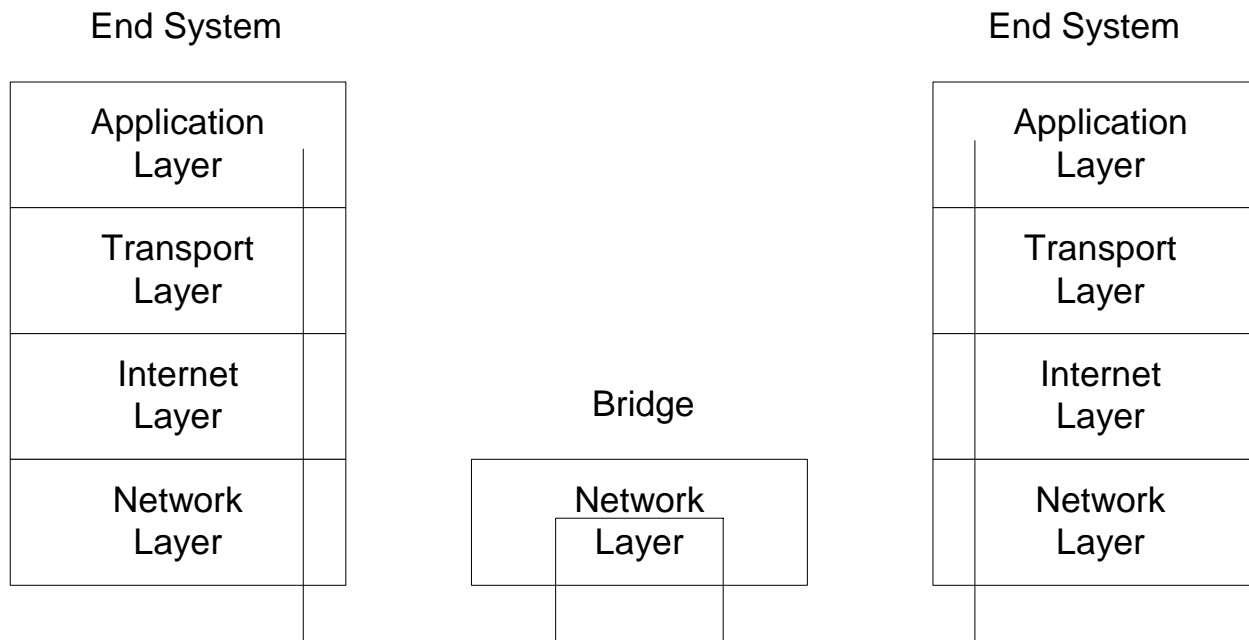 End System
Application
Layer
Transport
Layer
Internet
Layer
Network
Layer
Bridge
Network
Layer
End System
Application
Layer
Transport
Layer
Internet
Layer
Network
Layer